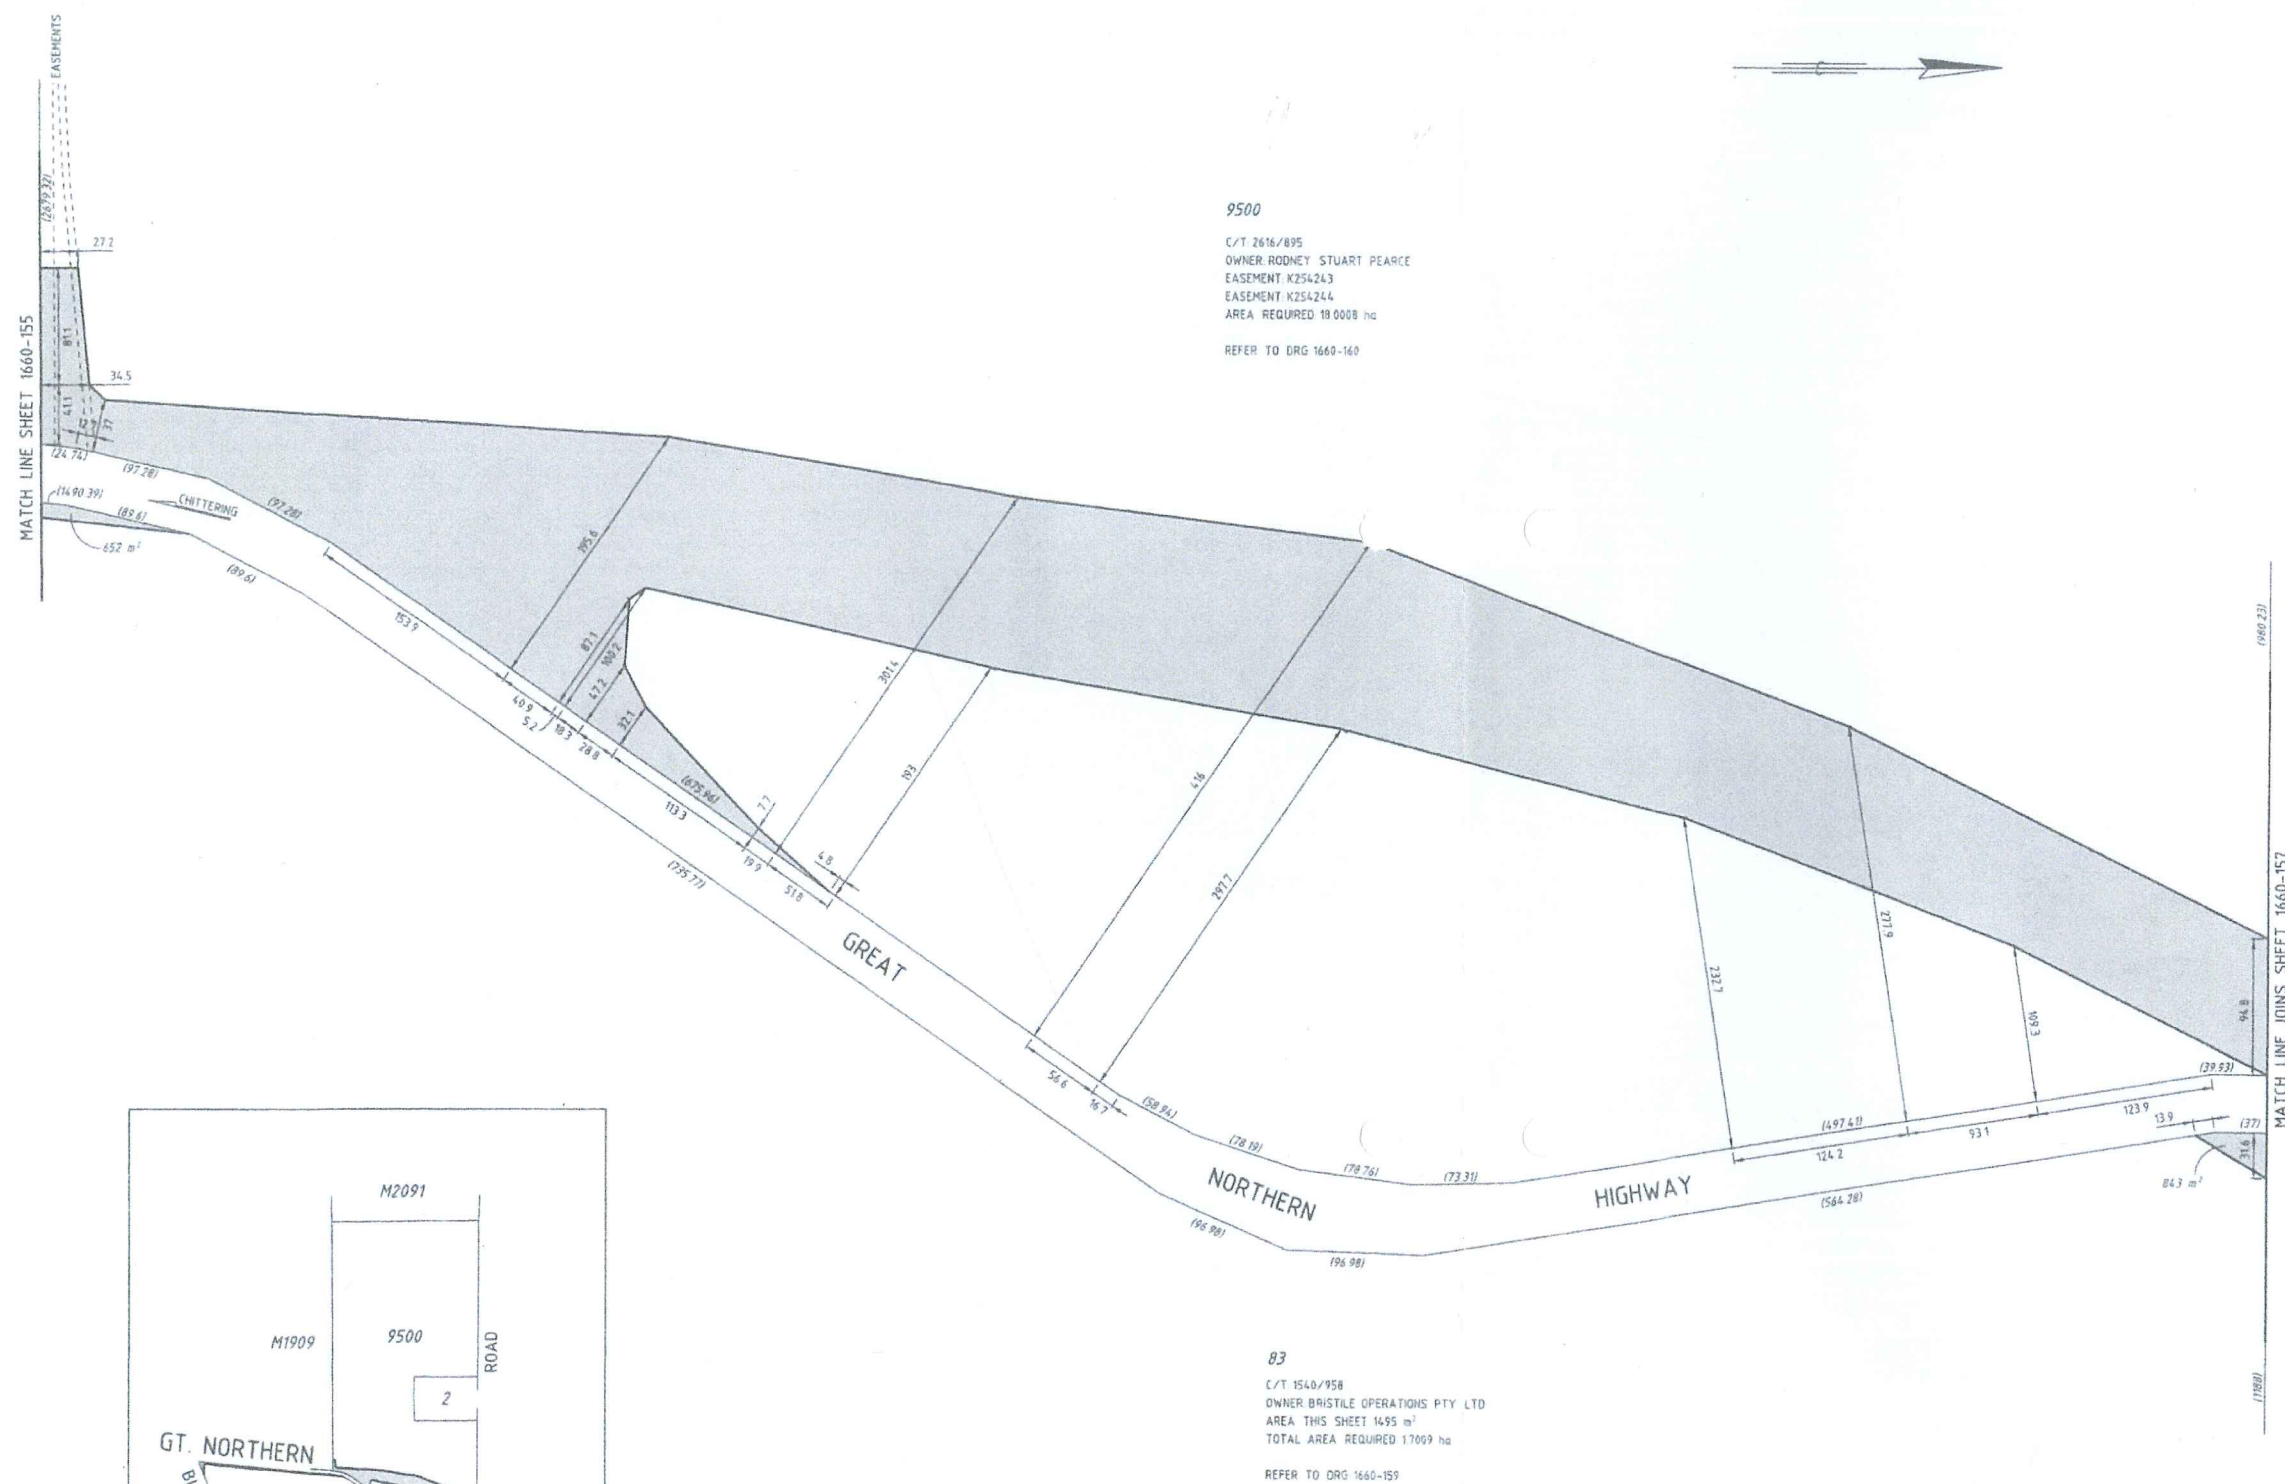 EASEMENTS
(2679.32)
27.2
MATCH LINE SHEET 1660-155
81.1
34.5
41.1
37
(24.74)
(97.28)
(1490.39)
(89.6)
CHITTERING
652 m²
(97.28)
(89.6)
9500
C/T 2616/895
OWNER: RODNEY STUART PEARCE
EASEMENT: K254243
EASEMENT: K254244
AREA REQUIRED 18.0008 ha
REFER TO DRG 1660-160
153.9
195.6
87.1
100.2
47.2
32.1
40.9
5.2
18.3
28.8
(675.96)
113.3
7.7
19.9
51.8
4.8
301.4
193
(735.77)
416
297.7
56.6
16.7
(58.94)
(78.19)
(78.76)
(73.31)
(96.98)
(96.98)
GREAT
NORTHERN
HIGHWAY
232.7
277.9
109.3
(497.41)
124.2
93.1
123.9
(39.93)
13.9
(37)
31.6
94.8
843 m²
(564.28)
(980.23)
MATCH LINE JOINS SHEET 1660-157
(1188)
M2091
M1909
9500
ROAD
2
GT. NORTHERN
83
C/T 1540/958
OWNER BRISTILE OPERATIONS PTY LTD
AREA THIS SHEET 1495 m²
TOTAL AREA REQUIRED 1.7009 ha
REFER TO DRG 1660-159